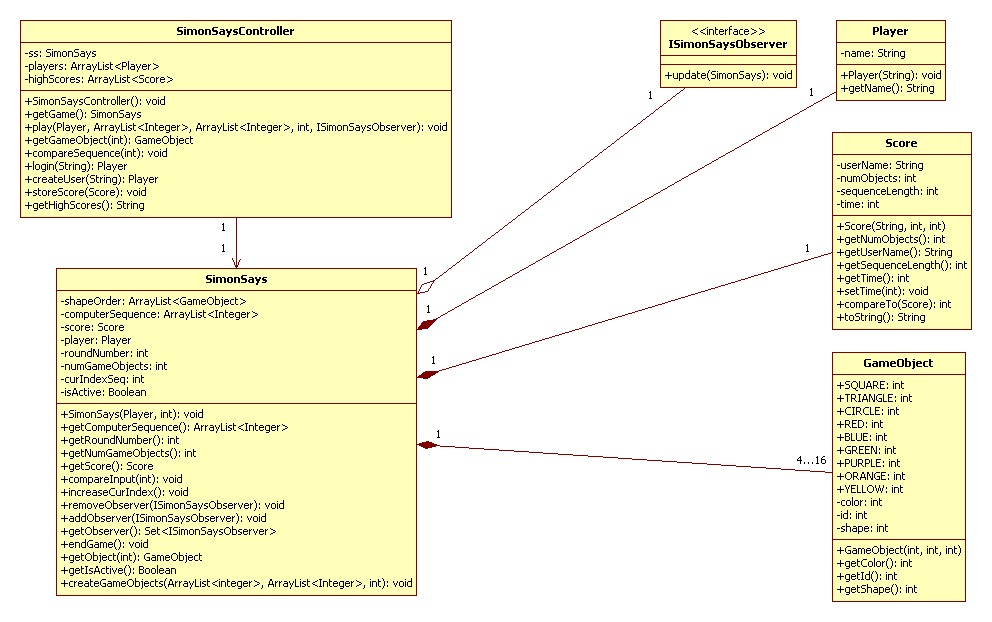 SimonSaysController
-ss: SimonSays
-players: ArrayList<Player>
-highScores: ArrayList<Score>
+SimonSaysController(): void
+getGame(): SimonSays
+play(Player, ArrayList<Integer>, ArrayList<Integer>, int, ISimonSaysObserver): void
+getGameObject(int): GameObject
+compareSequence(int): void
+login(String): Player
+createUser(String): Player
+storeScore(Score): void
+getHighScores(): String
<<interface>>
ISimonSaysObserver
+update(SimonSays): void
Player
-name: String
+Player(String): void
+getName(): String
Score
-userName: String
-numObjects: int
-sequenceLength: int
-time: int
+Score(String, int, int)
+getNumObjects(): int
+getUserName(): String
+getSequenceLength(): int
+getTime(): int
+setTime(int): void
+compareTo(Score): int
+toString(): String
1
1
1
1
1
1
1
1
1
4...16
SimonSays
-shapeOrder: ArrayList<GameObject>
-computerSequence: ArrayList<Integer>
-score: Score
-player: Player
-roundNumber: int
-numGameObjects: int
-curIndexSeq: int
-isActive: Boolean
+SimonSays(Player, int): void
+getComputerSequence(): ArrayList<Integer>
+getRoundNumber(): int
+getNumGameObjects(): int
+getScore(): Score
+compareInput(int): void
+increaseCurIndex(): void
+removeObserver(ISimonSaysObserver): void
+addObserver(ISimonSaysObserver): void
+getObserver(): Set<ISimonSaysObserver>
+endGame(): void
+getObject(int): GameObject
+getIsActive(): Boolean
+createGameObjects(ArrayList<integer>, ArrayList<Integer>, int): void
GameObject
+SQUARE: int
+TRIANGLE: int
+CIRCLE: int
+RED: int
+BLUE: int
+GREEN: int
+PURPLE: int
+ORANGE: int
+YELLOW: int
-color: int
-id: int
-shape: int
+GameObject(int, int, int)
+getColor(): int
+getId(): int
+getShape(): int